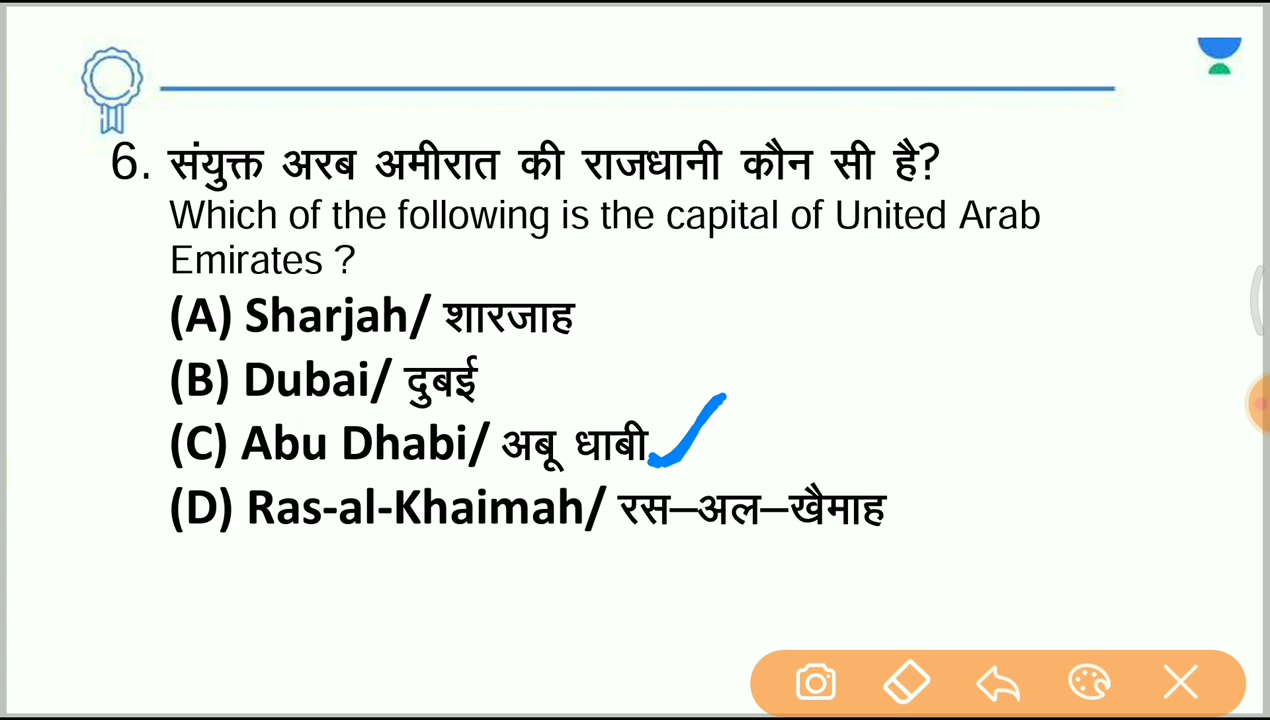 6. संयुक्त अरब अमीरात की राजधानी कौन सी है?
Which of the following is the capital of United Arab
Emirates ?
(A) Sharjah/ शारजाह
(B) Dubai/ दुबई
(C) Abu Dhabi/ अबू धाबी
(D) Ras-al-Khaimah/ रस–अल–खैमाह